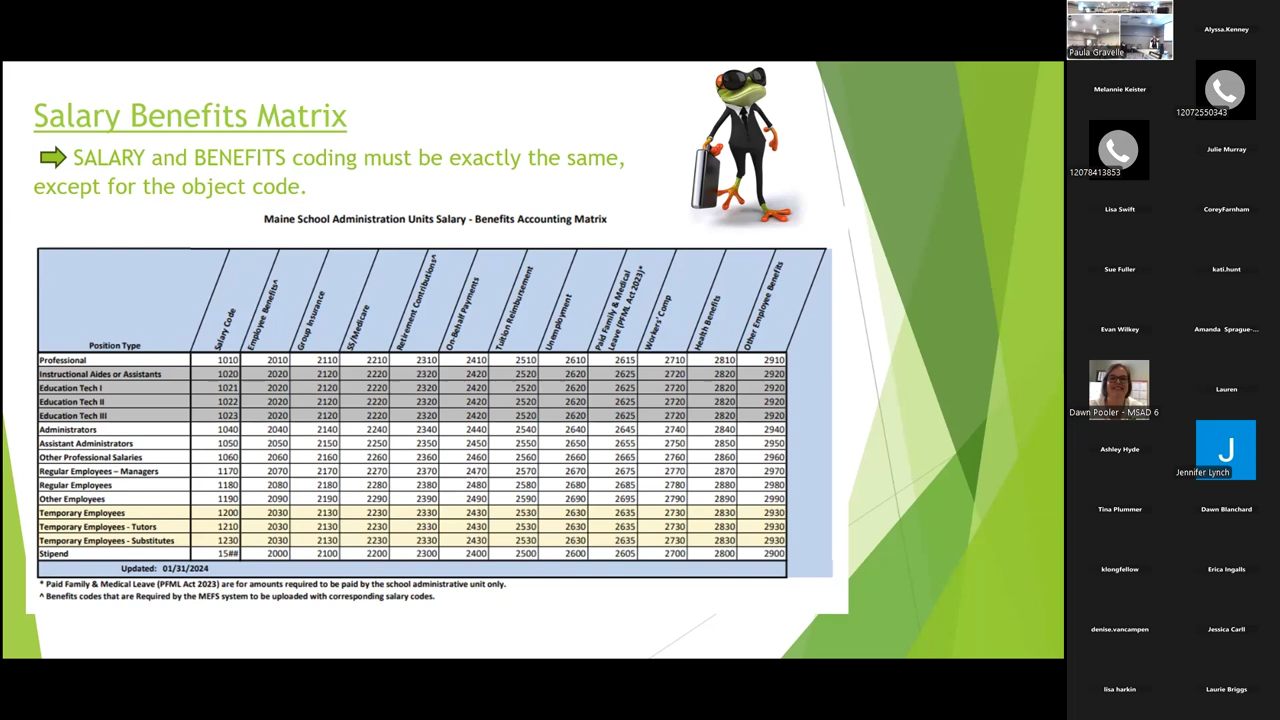 Salary Benefits Matrix
SALARY and BENEFITS coding must be exactly the same,
except for the object code.
Maine School Administration Units Salary - Benefits Accounting Matrix
Position Type Salary Code Employee Benefits^ Group Insurance SS/Medicare Retirement Contributions^ On-Behalf Payments Tuition Reimbursement Unemployment Paid Family & Medical Leave (PFML Act 2023)* Workers' Comp Health Benefits Other Employee Benefits
Professional 1010 2010 2110 2210 2310 2410 2510 2610 2615 2710 2810 2910
Instructional Aides or Assistants 1020 2020 2120 2220 2320 2420 2520 2620 2625 2720 2820 2920
Education Tech I 1021 2020 2120 2220 2320 2420 2520 2620 2625 2720 2820 2920
Education Tech II 1022 2020 2120 2220 2320 2420 2520 2620 2625 2720 2820 2920
Education Tech III 1023 2020 2120 2220 2320 2420 2520 2620 2625 2720 2820 2920
Administrators 1040 2040 2140 2240 2340 2440 2540 2640 2645 2740 2840 2940
Assistant Administrators 1050 2050 2150 2250 2350 2450 2550 2650 2655 2750 2850 2950
Other Professional Salaries 1060 2060 2160 2260 2360 2460 2560 2660 2665 2760 2860 2960
Regular Employees – Managers 1170 2070 2170 2270 2370 2470 2570 2670 2675 2770 2870 2970
Regular Employees 1180 2080 2180 2280 2380 2480 2580 2680 2685 2780 2880 2980
Other Employees 1190 2090 2190 2290 2390 2490 2590 2690 2695 2790 2890 2990
Temporary Employees 1200 2030 2130 2230 2330 2430 2530 2630 2635 2730 2830 2930
Temporary Employees - Tutors 1210 2030 2130 2230 2330 2430 2530 2630 2635 2730 2830 2930
Temporary Employees - Substitutes 1230 2030 2130 2230 2330 2430 2530 2630 2635 2730 2830 2930
Stipend 15## 2000 2100 2200 2300 2400 2500 2600 2605 2700 2800 2900
Updated: 01/31/2024
* Paid Family & Medical Leave (PFML Act 2023) are for amounts required to be paid by the school administrative unit only.
^ Benefits codes that are Required by the MEFS system to be uploaded with corresponding salary codes.
Paula Gravelle
Alyssa.Kenney
Melannie Keister
12072550343
12078413853
Julie Murray
Lisa Swift
CoreyFarnham
Sue Fuller
kati.hunt
Evan Wilkey
Amanda Sprague-...
Dawn Pooler - MSAD 6
Lauren
Ashley Hyde
J
Jennifer Lynch
Tina Plummer
Dawn Blanchard
klongfellow
Erica Ingalls
denise.vancampen
Jessica Carll
lisa harkin
Laurie Briggs